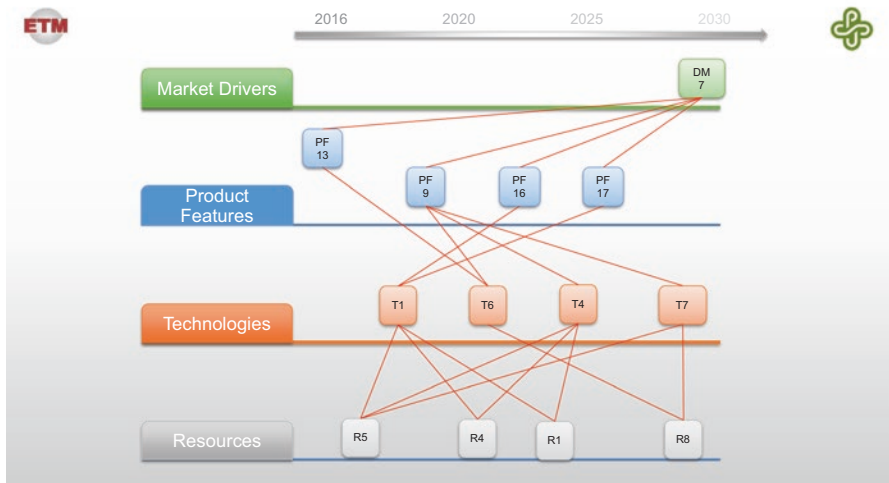 ETM
2016 2020 2025 2030
Market Drivers
DM
7
PF
13
Product
Features
PF
9
PF
16
PF
17
Technologies
T1
T6
T4
T7
Resources
R5
R4
R1
R8